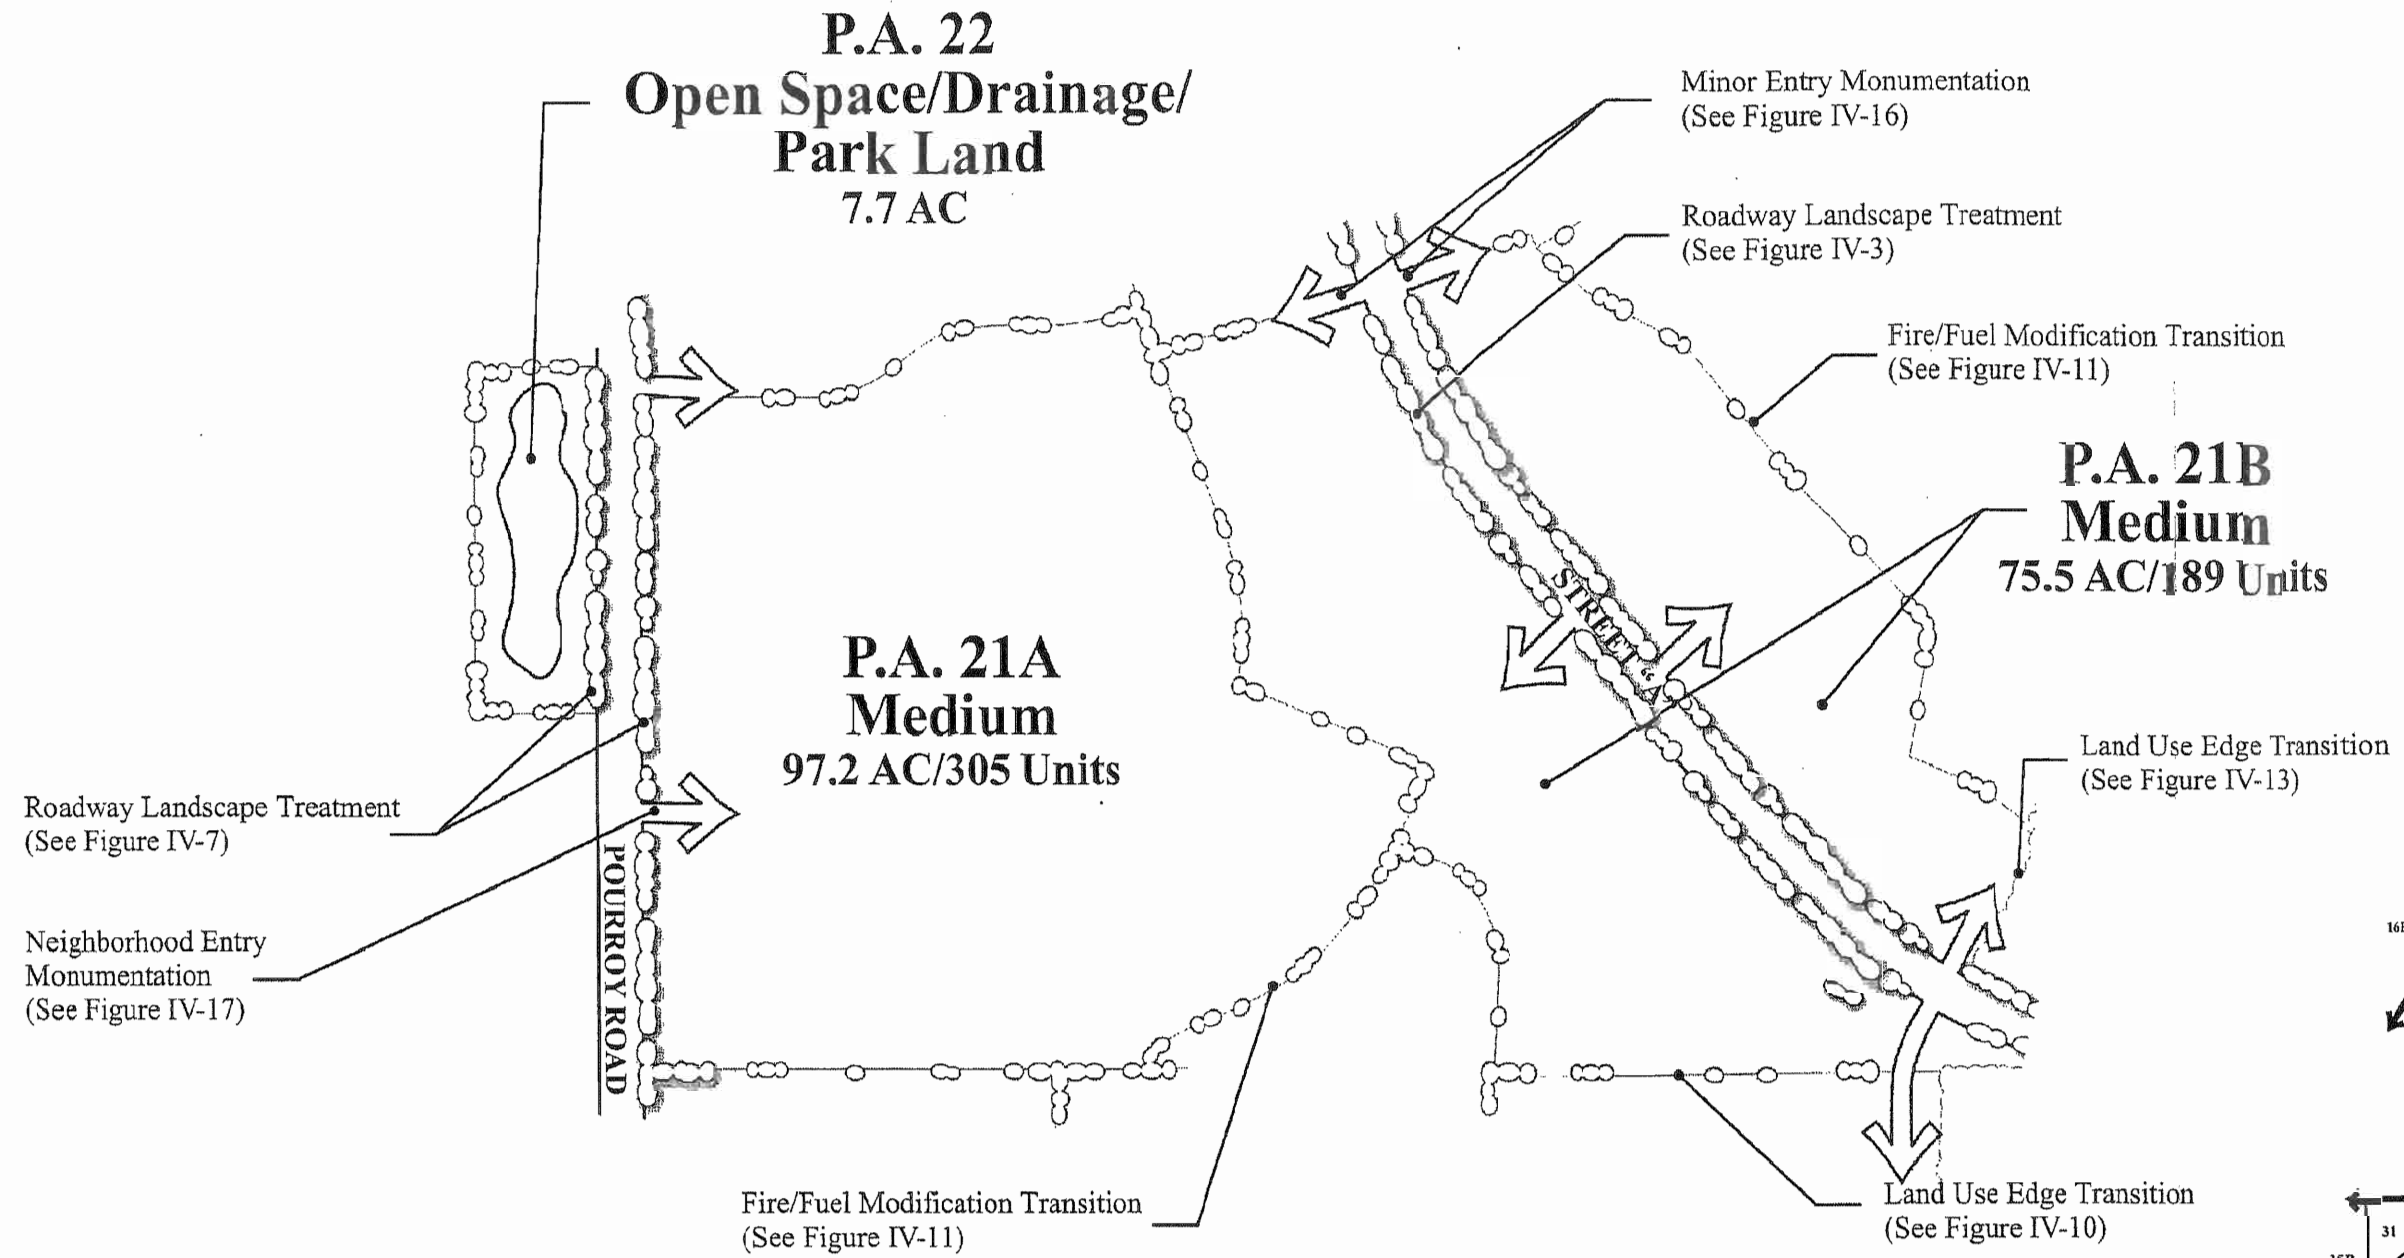 P.A. 22
Open Space/Drainage/
Park Land
7.7 AC
Minor Entry Monumentation
(See Figure IV-16)
Roadway Landscape Treatment
(See Figure IV-3)
Fire/Fuel Modification Transition
(See Figure IV-11)
P.A. 21B
Medium
75.5 AC/189 Units
STREET "A
P.A. 21A
Medium
97.2 AC/305 Units
Land Use Edge Transition
(See Figure IV-13)
Roadway Landscape Treatment
(See Figure IV-7)
POURROY ROAD
Neighborhood Entry
Monumentation
(See Figure IV-17)
Fire/Fuel Modification Transition
(See Figure IV-11)
Land Use Edge Transition
(See Figure IV-10)
31